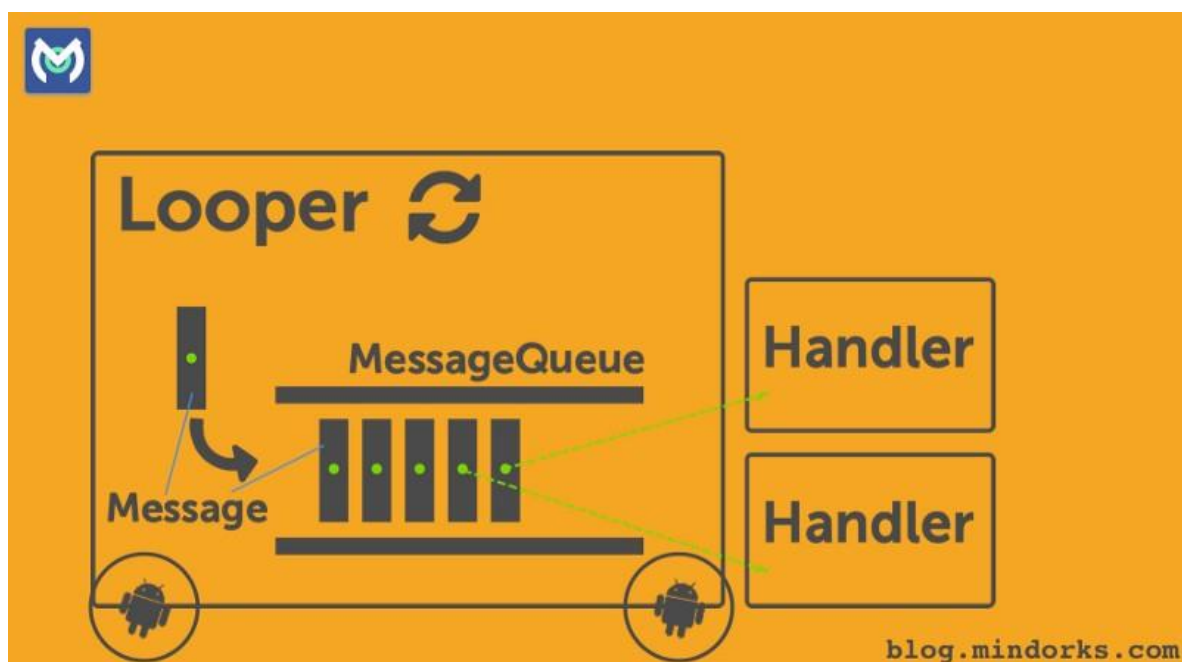 Looper
Handler
MessageQueue
Message
Handler
blog.mindorks.com